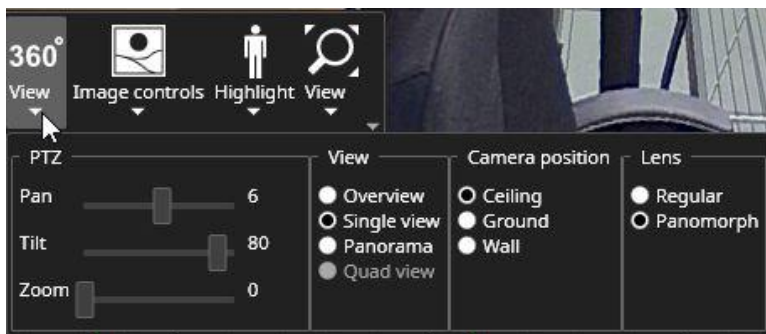 360°
View
Image controls
Highlight
View
PTZ
Pan
6
Tilt
80
Zoom
0
View
Overview
Single view
Panorama
Quad view
Camera position
Ceiling
Ground
Wall
Lens
Regular
Panomorph